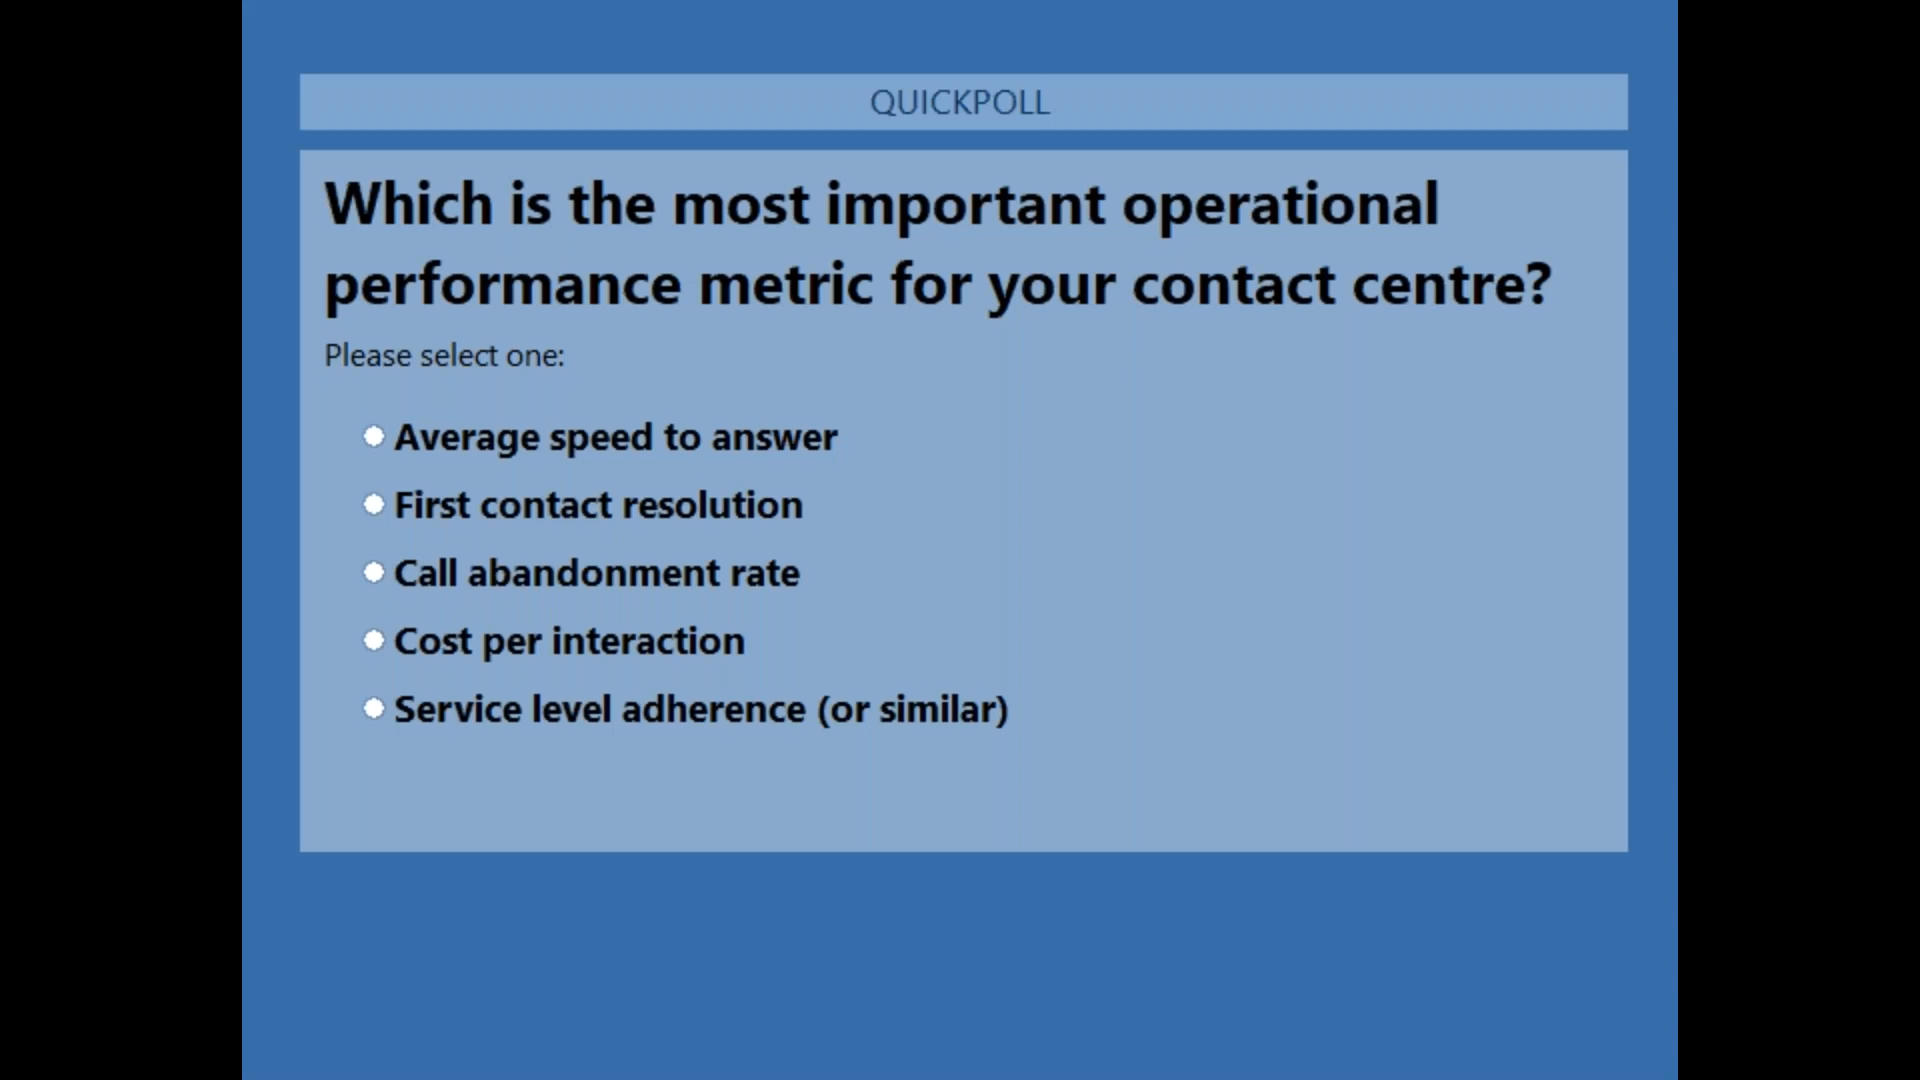 QUICKPOLL
Which is the most important operational
performance metric for your contact centre?
Please select one:
Average speed to answer
First contact resolution
Call abandonment rate
Cost per interaction
Service level adherence (or similar)